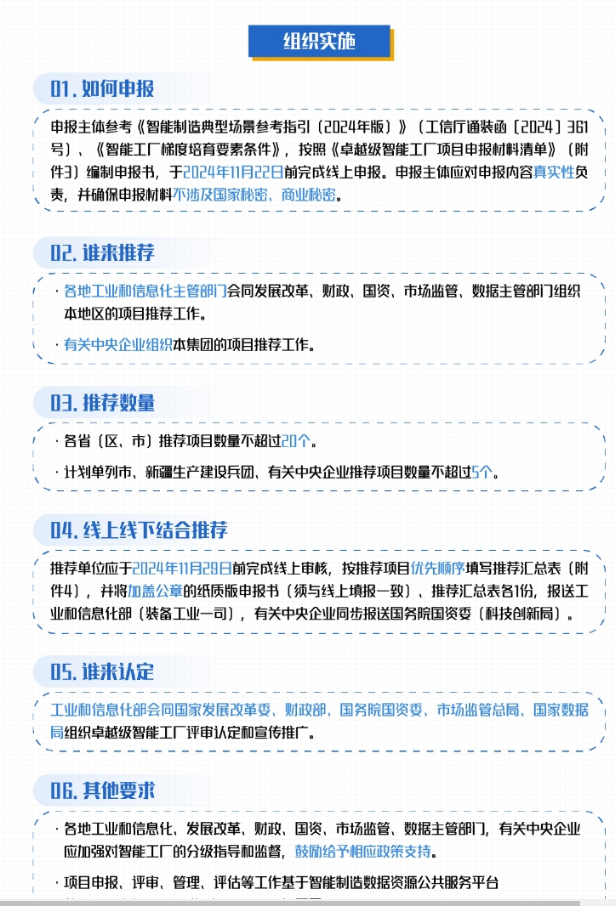 组织实施
01. 如何申报
申报主体参考《智能制造典型场景参考指引（2024年版）》（工信厅通装函［2024］361
号）、《智能工厂梯度培育要素条件》，按照《卓越级智能工厂项目申报材料清单》（附
件3）编制申报书，于2024年11月22日前完成线上申报。申报主体应对申报内容真实性负
责，并确保申报材料不涉及国家秘密、商业秘密。
02. 谁来推荐
·各地工业和信息化主管部门会同发展改革、财政、国资、市场监管、数据主管部门组织
本地区的项目推荐工作。
·有关中央企业组织本集团的项目推荐工作。
03. 推荐数量
·各省（区、市）推荐项目数量不超过20个。
·计划单列市、新疆生产建设兵团、有关中央企业推荐项目数量不超过5个。
04. 线上线下结合推荐
推荐单位应于2024年11月29日前完成线上审核，按推荐项目优先顺序填写推荐汇总表（附
件4），并将加盖公章的纸质版申报书（须与线上填报一致）、推荐汇总表各1份，报送工
业和信息化部（装备工业一司），有关中央企业同步报送国务院国资委（科技创新局）。
05. 谁来认定
工业和信息化部会同国家发展改革委、财政部、国务院国资委、市场监管总局、国家数据
局组织卓越级智能工厂评审认定和宣传推广。
06. 其他要求
·各地工业和信息化、发展改革、财政、国资、市场监管、数据主管部门，有关中央企业
应加强对智能工厂的分级指导和监督，鼓励给予相应政策支持。
·项目申报、评审、管理、评估等工作基于智能制造数据资源公共服务平台